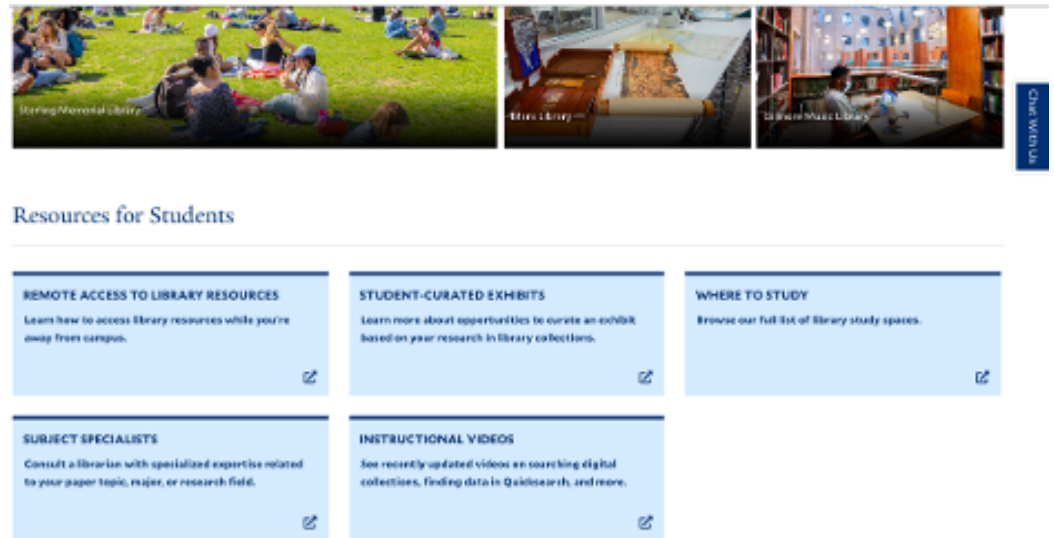 Sterling Memorial Library
Library
Gilmore Music Library
Chat With Us
Resources for Students
REMOTE ACCESS TO LIBRARY RESOURCES
Learn how to access library resources while you're
away from campus.
STUDENT-CURATED EXHIBITS
Learn more about opportunities to curate an exhibit
based on your research in library collections.
WHERE TO STUDY
Browse our full list of library study spaces.
SUBJECT SPECIALISTS
Consult a librarian with specialized expertise related
to your paper topic, major, or research field.
INSTRUCTIONAL VIDEOS
See recently updated videos on searching digital
collections, finding data in Quicksearch, and more.